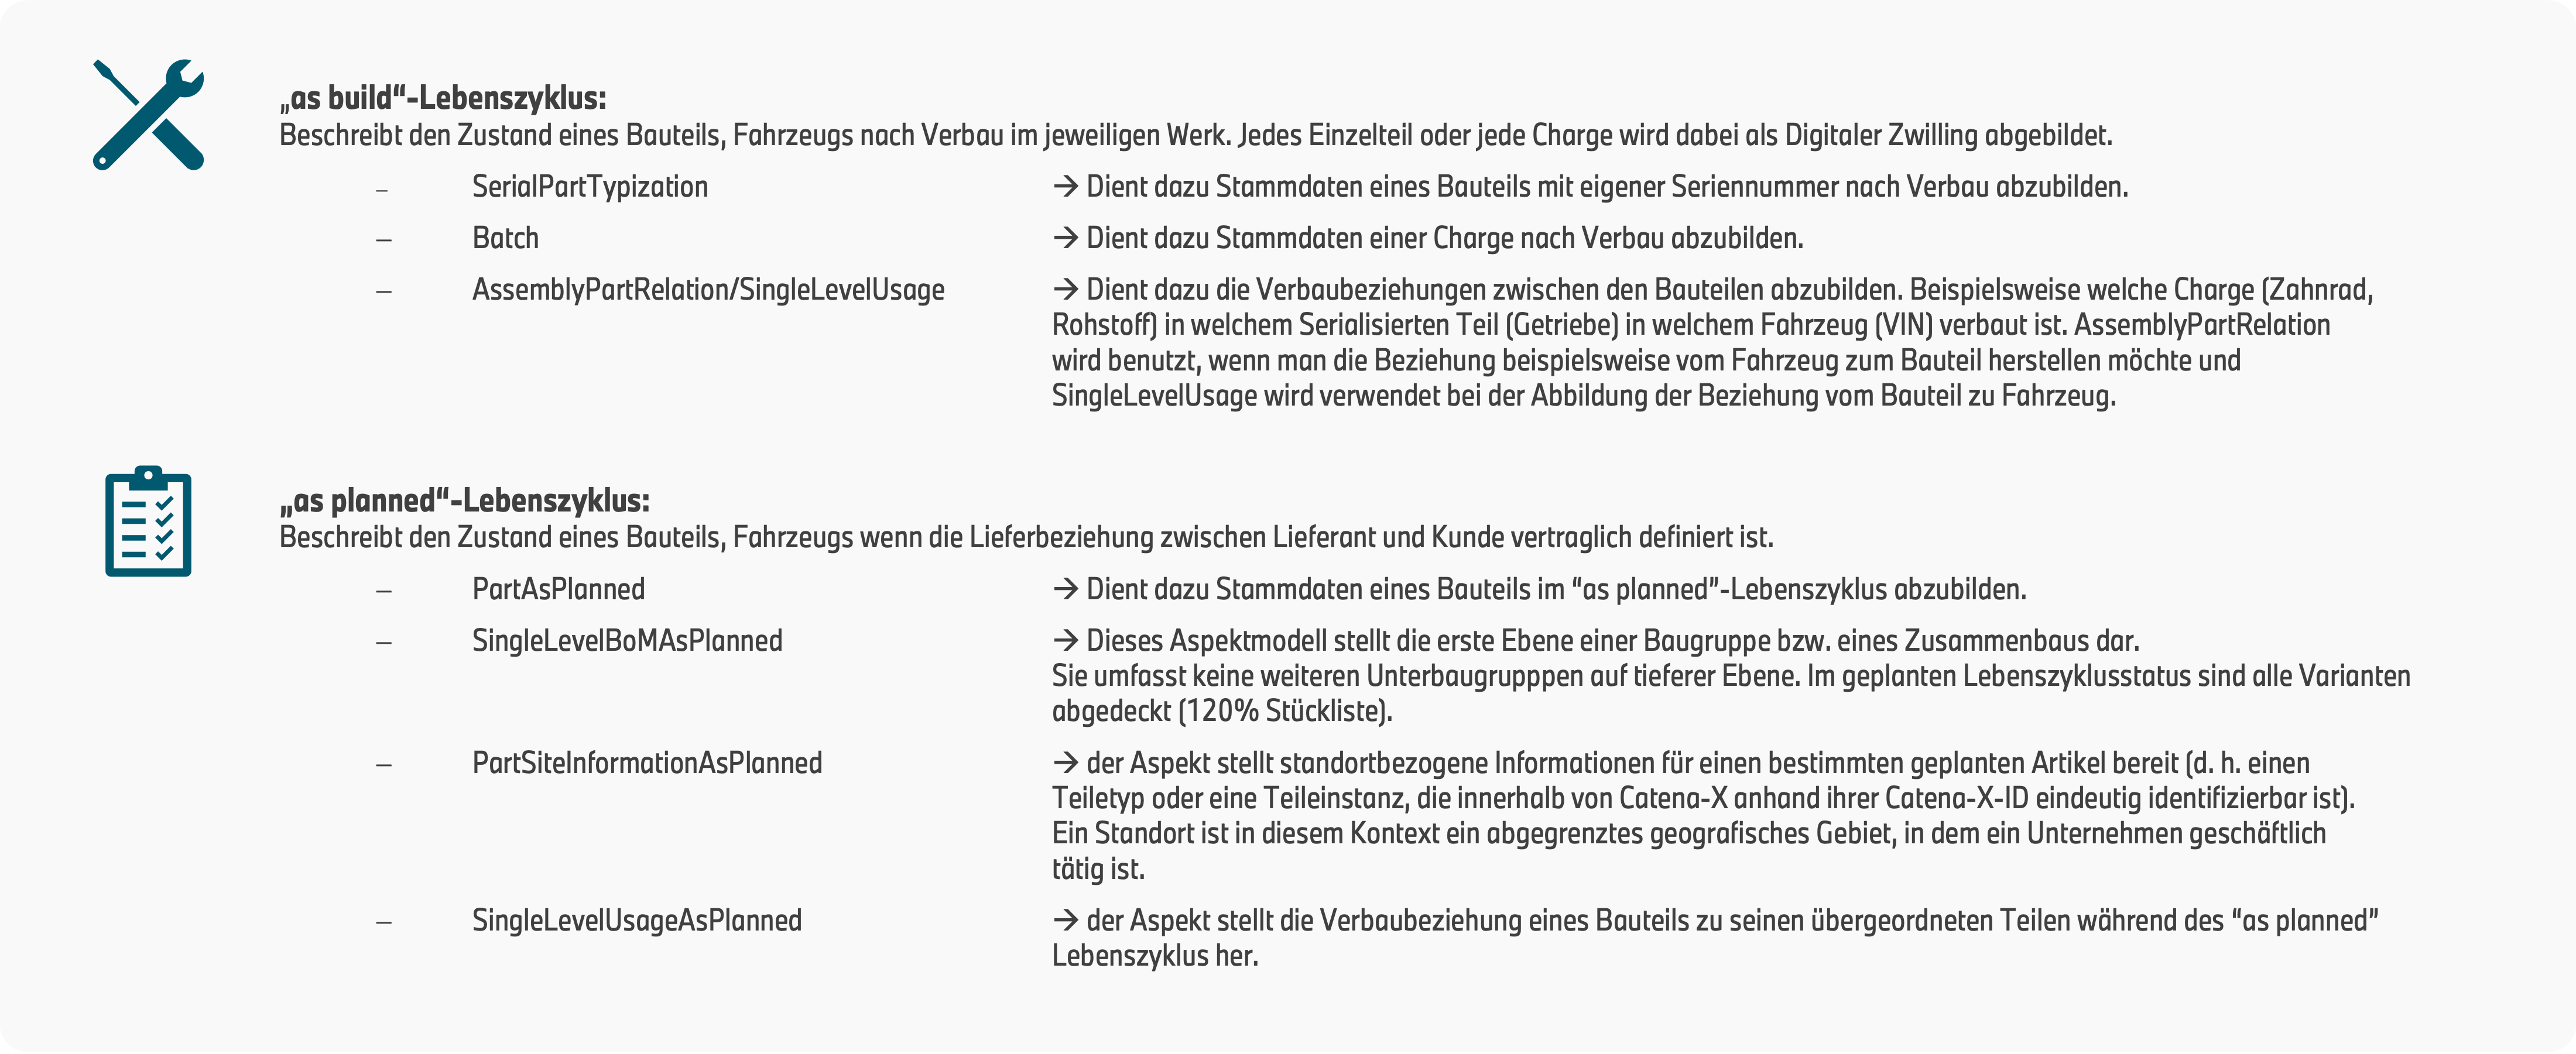 „as build“-Lebenszyklus:
Beschreibt den Zustand eines Bauteils, Fahrzeugs nach Verbau im jeweiligen Werk. Jedes Einzelteil oder jede Charge wird dabei als Digitaler Zwilling abgebildet.
– SerialPartTypization → Dient dazu Stammdaten eines Bauteils mit eigener Seriennummer nach Verbau abzubilden.
– Batch → Dient dazu Stammdaten einer Charge nach Verbau abzubilden.
– AssemblyPartRelation/SingleLevelUsage → Dient dazu die Verbaubeziehungen zwischen den Bauteilen abzubilden. Beispielsweise welche Charge (Zahnrad,
Rohstoff) in welchem Serialisierten Teil (Getriebe) in welchem Fahrzeug (VIN) verbaut ist. AssemblyPartRelation
wird benutzt, wenn man die Beziehung beispielsweise vom Fahrzeug zum Bauteil herstellen möchte und
SingleLevelUsage wird verwendet bei der Abbildung der Beziehung vom Bauteil zu Fahrzeug.
„as planned“-Lebenszyklus:
Beschreibt den Zustand eines Bauteils, Fahrzeugs wenn die Lieferbeziehung zwischen Lieferant und Kunde vertraglich definiert ist.
– PartAsPlanned → Dient dazu Stammdaten eines Bauteils im “as planned”-Lebenszyklus abzubilden.
– SingleLevelBoMAsPlanned → Dieses Aspektmodell stellt die erste Ebene einer Baugruppe bzw. eines Zusammenbaus dar.
Sie umfasst keine weiteren Unterbaugrupppen auf tieferer Ebene. Im geplanten Lebenszyklusstatus sind alle Varianten
abgedeckt (120% Stückliste).
– PartSiteInformationAsPlanned → der Aspekt stellt standortbezogene Informationen für einen bestimmten geplanten Artikel bereit (d. h. einen
Teiletyp oder eine Teileinstanz, die innerhalb von Catena-X anhand ihrer Catena-X-ID eindeutig identifizierbar ist).
Ein Standort ist in diesem Kontext ein abgegrenztes geografisches Gebiet, in dem ein Unternehmen geschäftlich
tätig ist.
– SingleLevelUsageAsPlanned → der Aspekt stellt die Verbaubeziehung eines Bauteils zu seinen übergeordneten Teilen während des “as planned”
Lebenszyklus her.